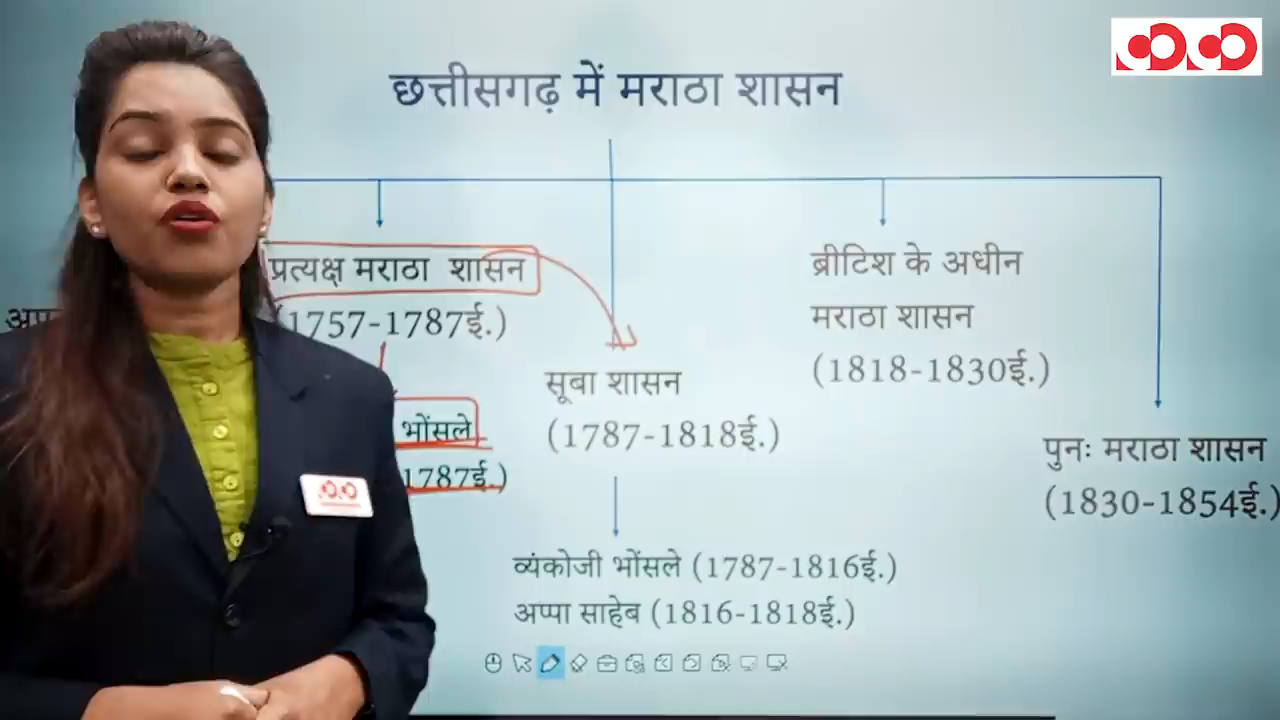 छत्तीसगढ़ में मराठा शासन
प्रत्यक्ष मराठा शासन
(1757-1787ई.)
भोंसले
1787ई.)
सूबा शासन
(1787-1818ई.)
व्यंकोजी भोंसले (1787-1816ई.)
अप्पा साहेब (1816-1818ई.)
ब्रीटिश के अधीन
मराठा शासन
(1818-1830ई.)
पुनः मराठा शासन
(1830-1854ई.)